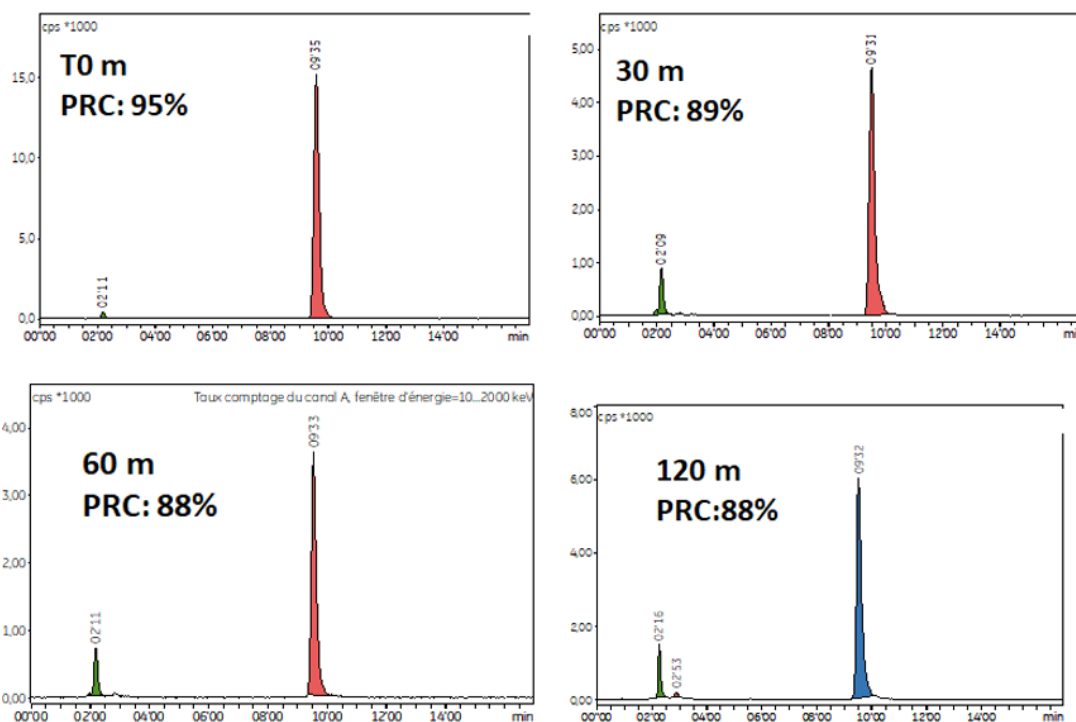 cps *1000
T0 m
PRC: 95%
15,0
10,0
5,0
0,0
02'11
09'35
00'00 02'00 04'00 06'00 08'00 10'00 12'00 14'00 min
cps *1000
30 m
PRC: 89%
5,00
4,00
3,00
2,00
1,00
0,00
02'09
09'31
00'00 02'00 04'00 06'00 08'00 10'00 12'00 14'00 min
cps *1000 Taux comptage du canal A, fenêtre d'énergie=10...2000 keV
60 m
PRC: 88%
4,00
3,00
2,00
1,00
0,00
02'11
09'33
00'00 02'00 04'00 06'00 08'00 10'00 12'00 14'00 min
8,00
cps *1000
120 m
PRC:88%
6,00
4,00
2,00
0,00
02'16
02'53
09'32
00'00 02'00 04'00 06'00 08'00 10'00 12'00 14'00 min